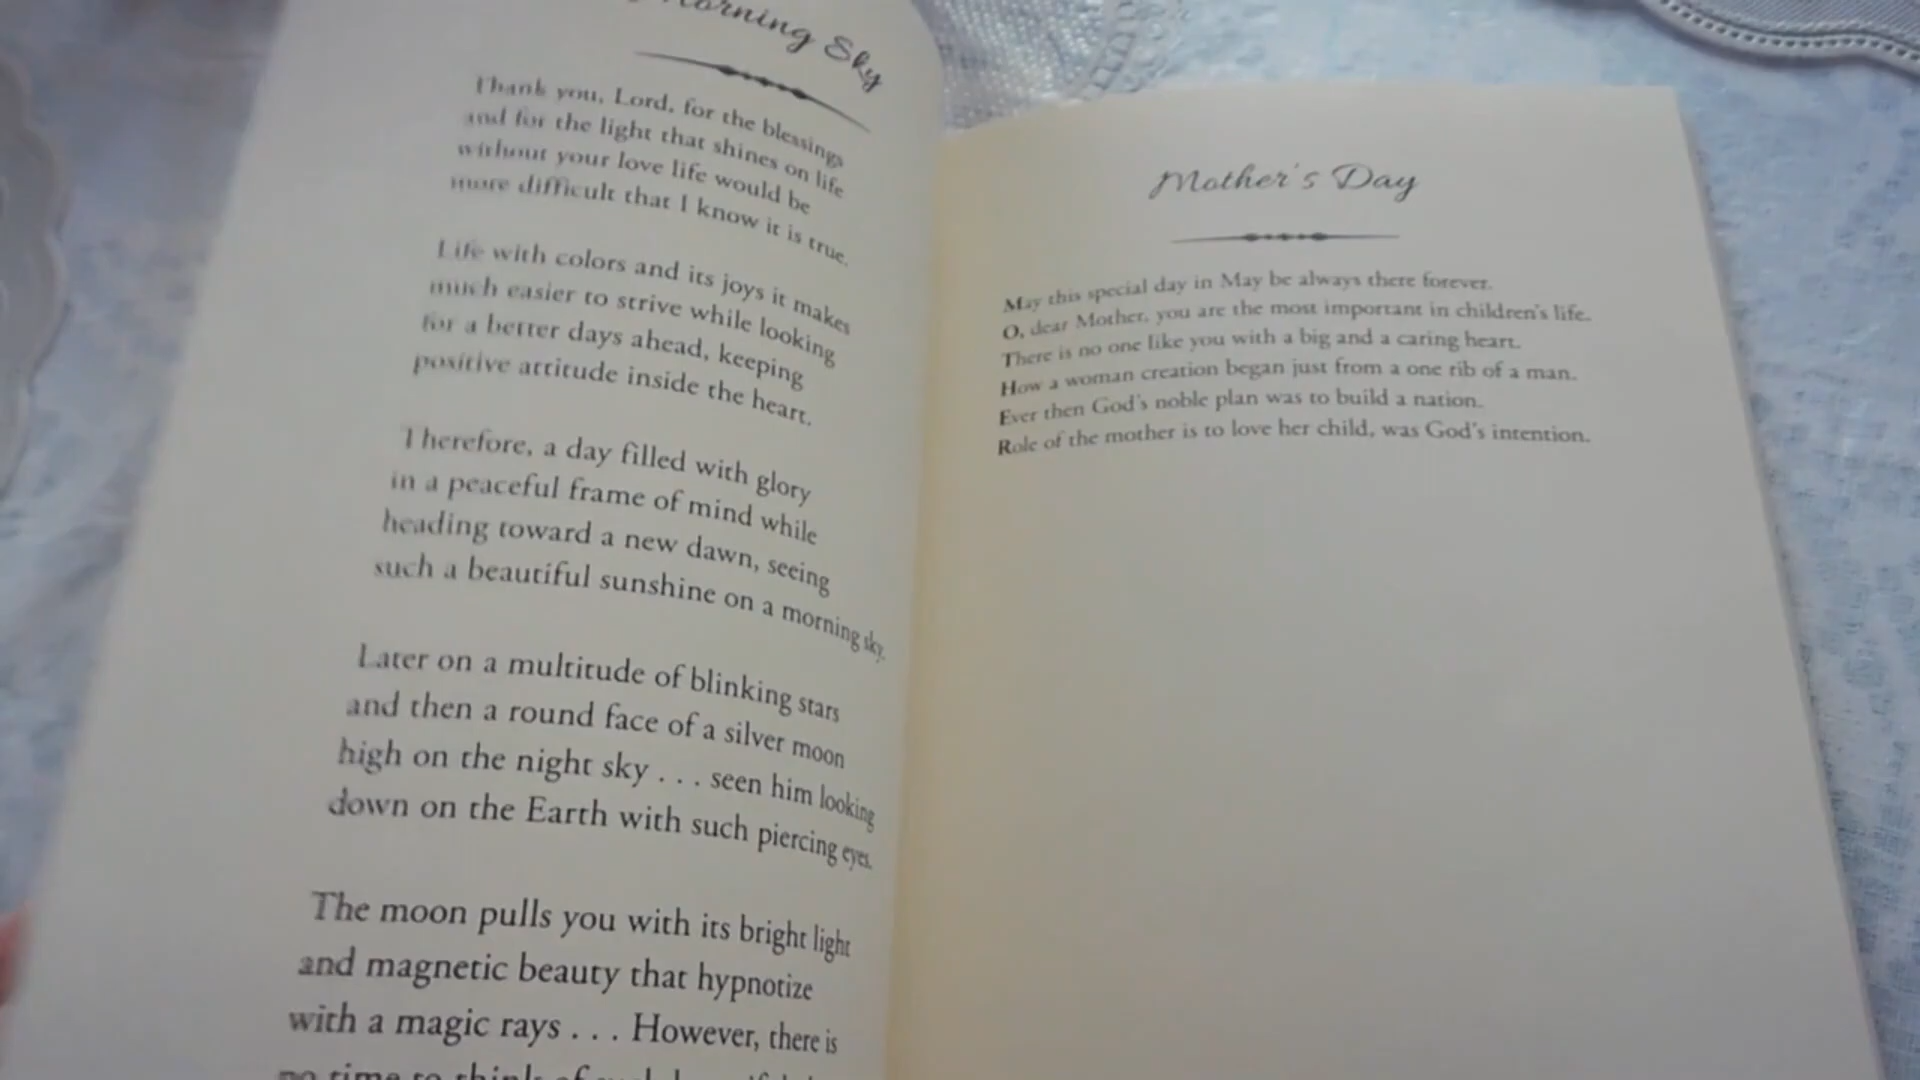 Morning Sky
Thank you, Lord, for the blessings
and for the light that shines on life
without your love life would be
more difficult that I know it is true.
Life with colors and its joys it makes
much easier to strive while looking
for a better days ahead, keeping
positive attitude inside the heart.
Therefore, a day filled with glory
in a peaceful frame of mind while
heading toward a new dawn, seeing
such a beautiful sunshine on a morning sky.
Later on a multitude of blinking stars
and then a round face of a silver moon
high on the night sky . . . seen him looking
down on the Earth with such piercing eyes.
The moon pulls you with its bright light
and magnetic beauty that hypnotize
with a magic rays . . . However, there is
no time to think of
Mother's Day
May this special day in May be always there forever.
O, dear Mother, you are the most important in children's life.
There is no one like you with a big and a caring heart.
How a woman creation began just from a one rib of a man.
Ever then God's noble plan was to build a nation.
Role of the mother is to love her child, was God's intention.